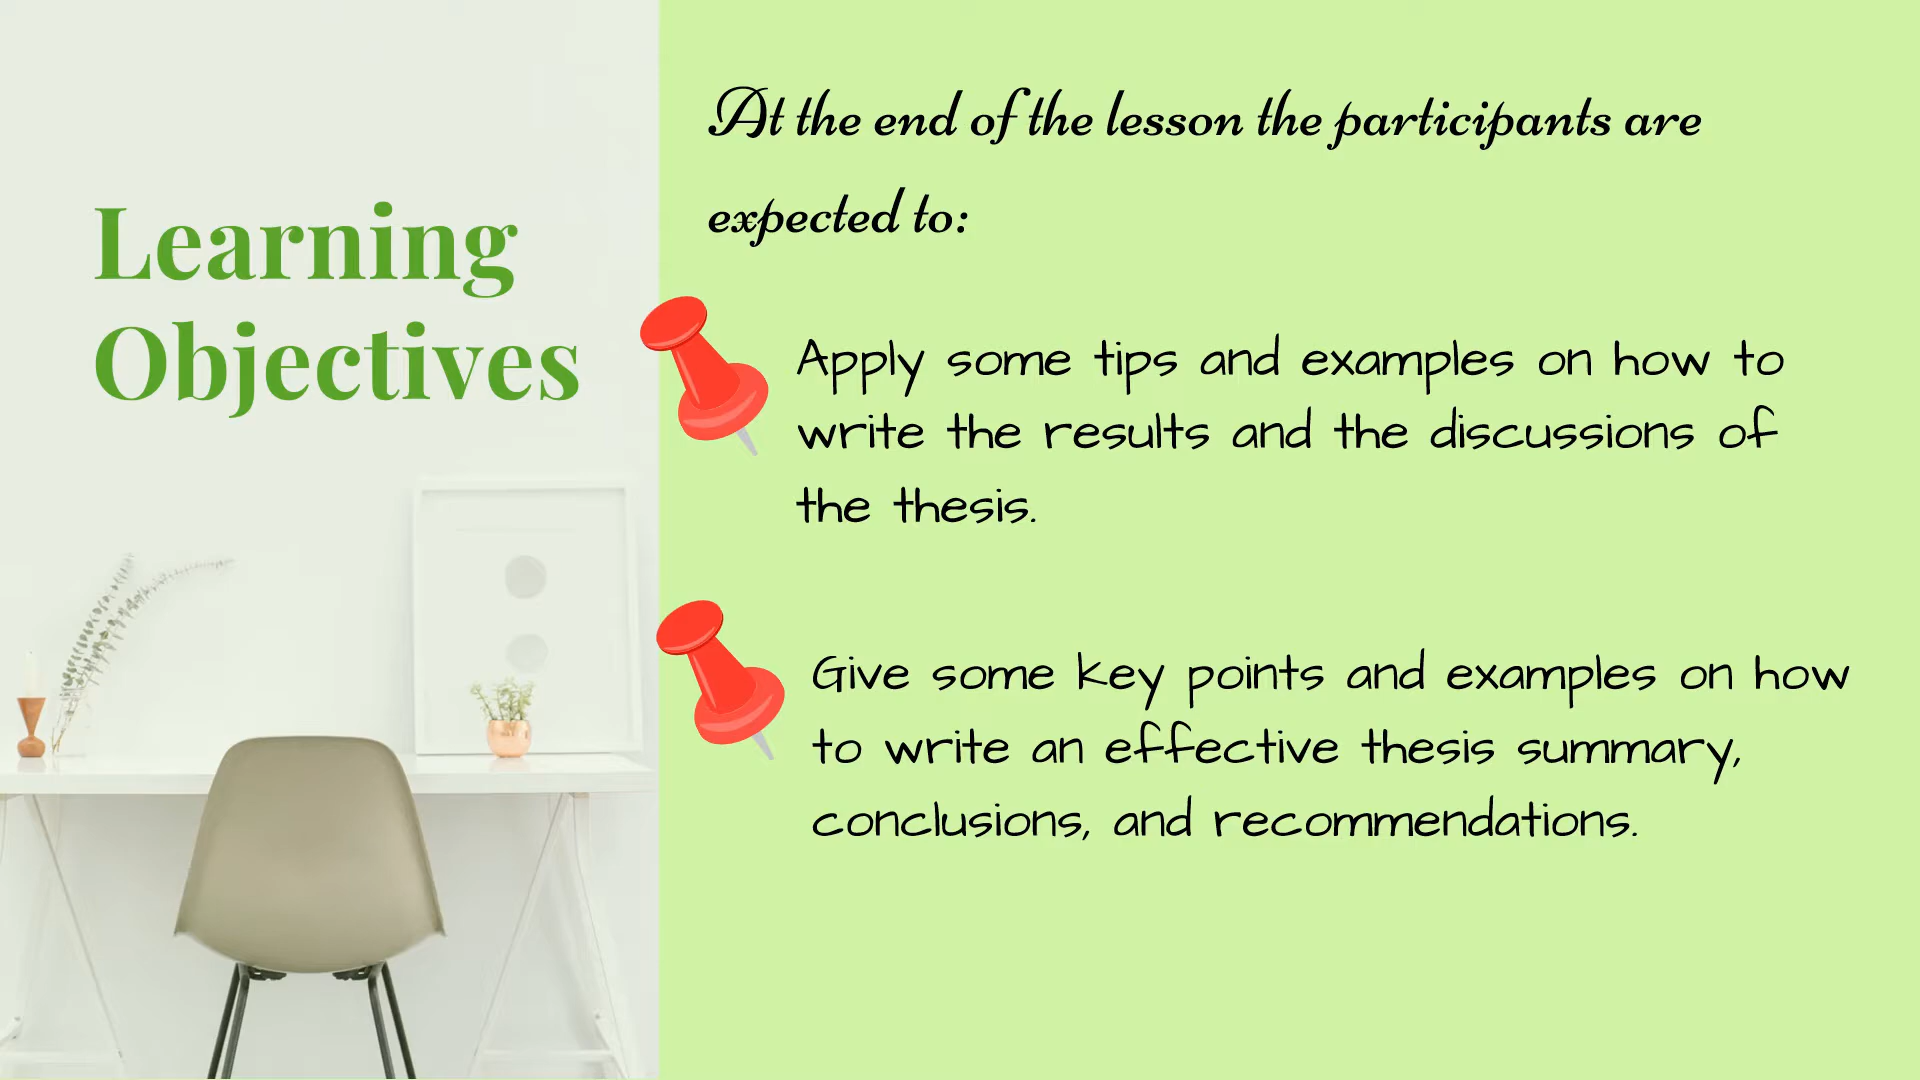 Learning
Objectives
At the end of the lesson the participants are
expected to:
Apply some tips and examples on how to
write the results and the discussions of
the thesis.
Give some key points and examples on how
to write an effective thesis summary,
conclusions, and recommendations.